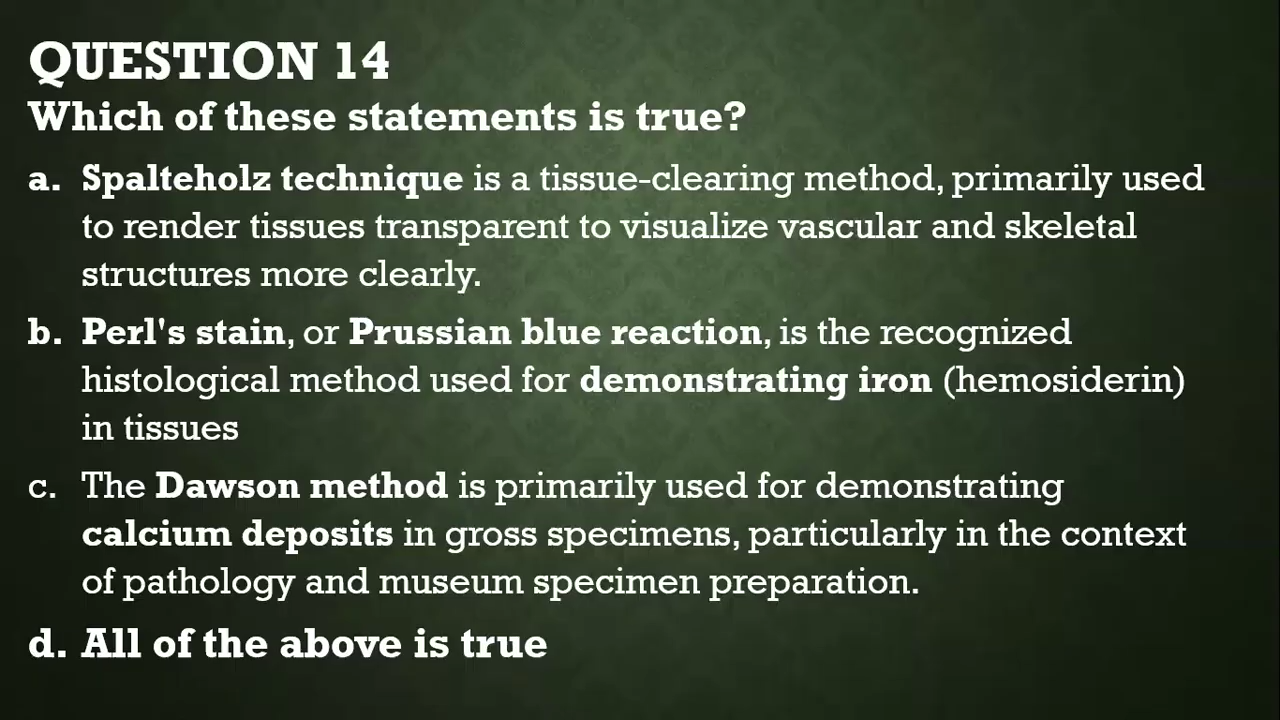 QUESTION 14
Which of these statements is true?
a. Spalteholz technique is a tissue-clearing method, primarily used
to render tissues transparent to visualize vascular and skeletal
structures more clearly.
b. Perl's stain, or Prussian blue reaction, is the recognized
histological method used for demonstrating iron (hemosiderin)
in tissues
c. The Dawson method is primarily used for demonstrating
calcium deposits in gross specimens, particularly in the context
of pathology and museum specimen preparation.
d. All of the above is true